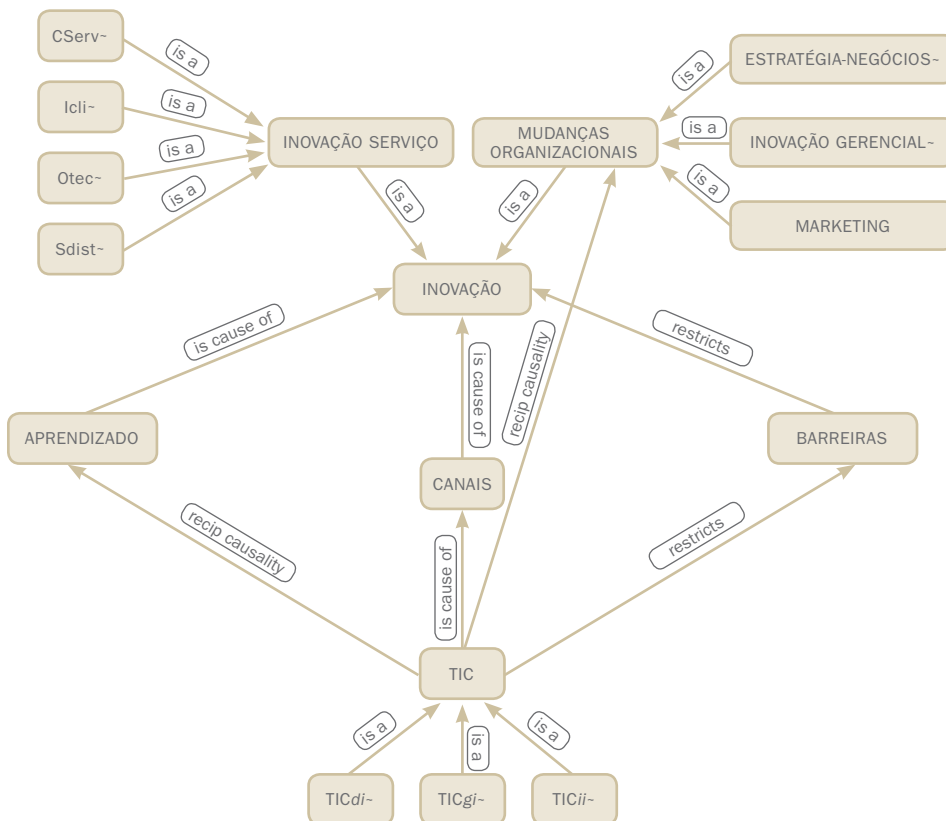 CServ~
is a
ESTRATÉGIA-NEGÓCIOS~
is a
Icli~
is a
INOVAÇÃO SERVIÇO
MUDANÇAS
ORGANIZACIONAIS
is a
INOVAÇÃO GERENCIAL~
Otec~
is a
Sdist~
is a
is a
is a
is a
MARKETING
INOVAÇÃO
is cause of
is cause of
recip causality
restricts
APRENDIZADO
BARREIRAS
CANAIS
recip causality
is cause of
restricts
TIC
is a
is a
is a
TICdi~
TICgi~
TICii~